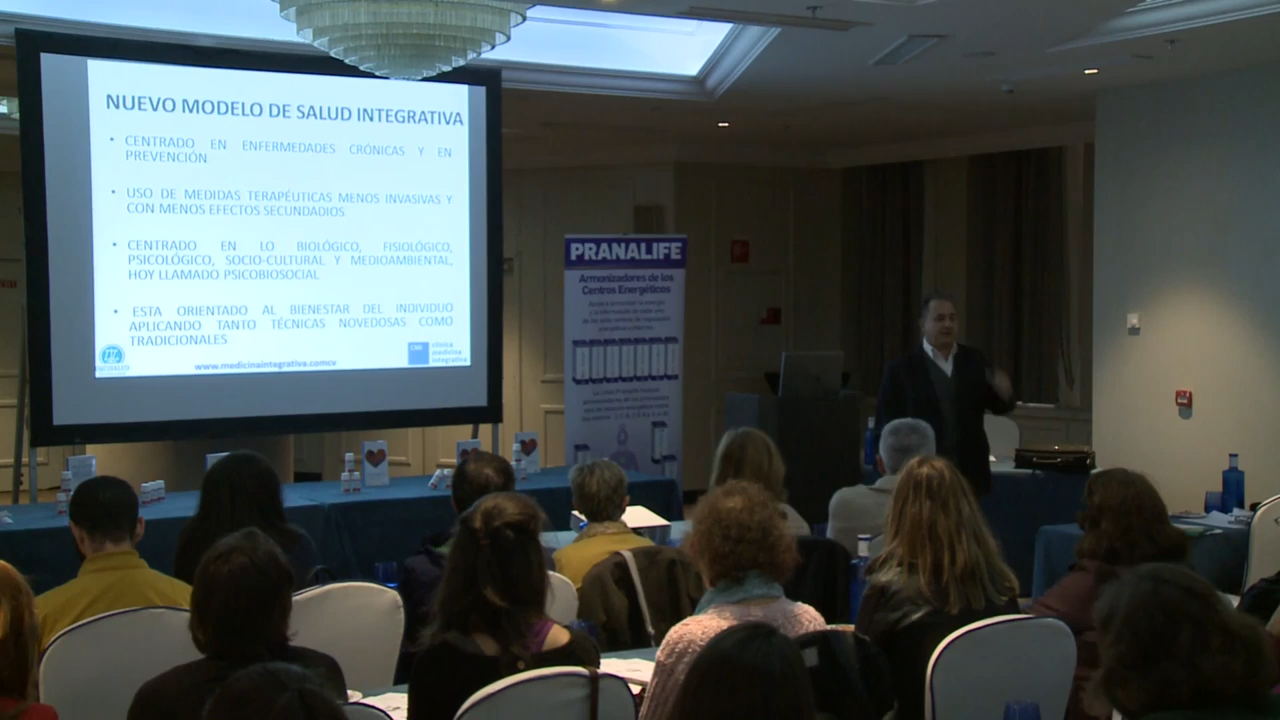 NUEVO MODELO DE SALUD INTEGRATIVA
• CENTRADO EN ENFERMEDADES CRÓNICAS Y EN
PREVENCIÓN
• USO DE MEDIDAS TERAPÉUTICAS MENOS INVASIVAS Y
CON MENOS EFECTOS SECUNDADIOS
• CENTRADO EN LO BIOLÓGICO, FISIOLÓGICO,
PSICOLÓGICO, SOCIO-CULTURAL Y MEDIOAMBIENTAL,
HOY LLAMADO PSICOBIOSOCIAL
• ESTA ORIENTADO AL BIENESTAR DEL INDIVIDUO
APLICANDO TANTO TÉCNICAS NOVEDOSAS COMO
TRADICIONALES
www.medicinaintegrativa.comcv
CMI
clínica
medicina
integrativa
PRANALIFE
Armonizadores de los
Centros Energéticos